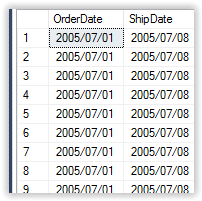 OrderDate ShipDate
1 2005/07/01 2005/07/08
2 2005/07/01 2005/07/08
3 2005/07/01 2005/07/08
4 2005/07/01 2005/07/08
5 2005/07/01 2005/07/08
6 2005/07/01 2005/07/08
7 2005/07/01 2005/07/08
8 2005/07/01 2005/07/08
9 2005/07/01 2005/07/08